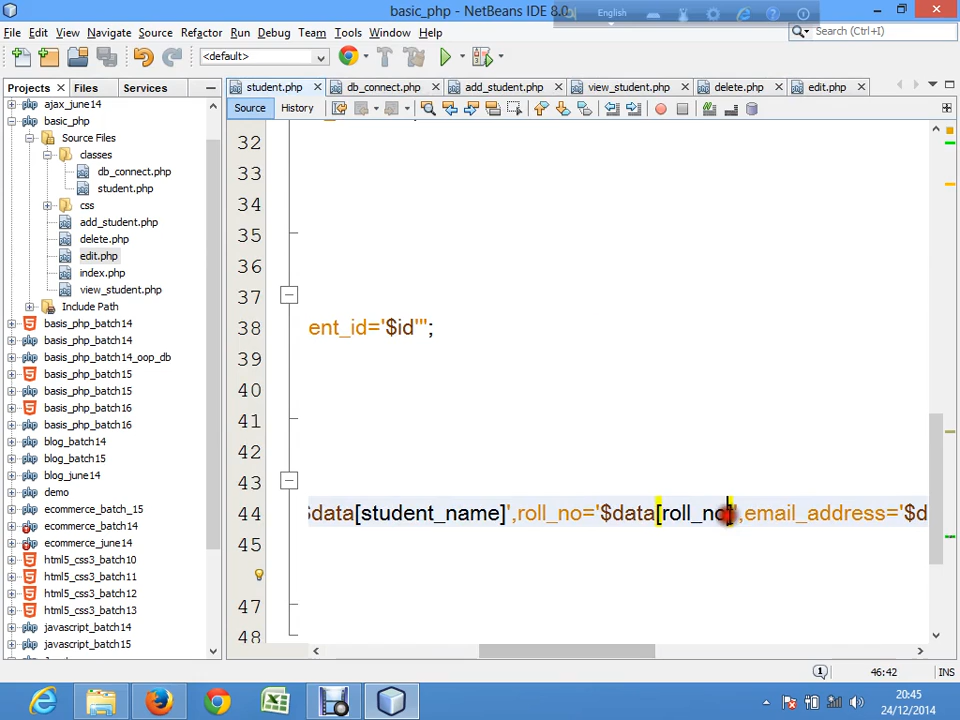 basic_php - NetBeans IDE 8.0
English
File Edit View Navigate Source Refactor Run Debug Team Tools Window Help
Search (Ctrl+I)
<default>
Projects Files Services
student.php db_connect.php add_student.php view_student.php delete.php edit.php
Source History
ajax_june14
basic_php
Source Files
classes
db_connect.php
student.php
css
add_student.php
delete.php
edit.php
index.php
view_student.php
Include Path
basis_php_batch14
basis_php_batch14
basis_php_batch14_oop_db
basis_php_batch15
basis_php_batch15
basis_php_batch16
basis_php_batch16
blog_batch14
blog_batch15
blog_june14
demo
ecommerce_batch_15
ecommerce_batch14
ecommerce_june14
html5_css3_batch10
html5_css3_batch11
html5_css3_batch12
html5_css3_batch13
javascript_batch14
javascript_batch15
32
33
34
35
36
37
38 ent_id='$id'";
39
40
41
42
43
44 $data[student_name]',roll_no='$data[roll_no]',email_address='$d
47
48
46:42 INS
20:45
24/12/2014